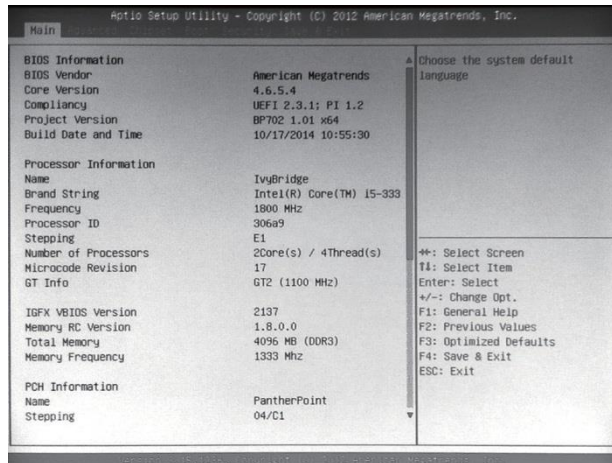 Aptio Setup Utility - Copyright (C) 2012 American Megatrends, Inc.
Main
BIOS Information
BIOS Vendor American Megatrends
Core Version 4.6.5.4
Compliancy UEFI 2.3.1; PI 1.2
Project Version BP702 1.01 x64
Build Date and Time 10/17/2014 10:55:30
Processor Information
Name IvyBridge
Brand String Intel(R) Core(TM) i5-333
Frequency 1800 MHz
Processor ID 306a9
Stepping E1
Number of Processors 2Core(s) / 4Thread(s)
Microcode Revision 17
GT Info GT2 (1100 MHz)
IGFX VBIOS Version 2137
Memory RC Version 1.8.0.0
Total Memory 4096 MB (DDR3)
Memory Frequency 1333 Mhz
PCH Information
Name PantherPoint
Stepping 04/C1
Choose the system default
language
→←: Select Screen
↑↓: Select Item
Enter: Select
+/-: Change Opt.
F1: General Help
F2: Previous Values
F3: Optimized Defaults
F4: Save & Exit
ESC: Exit